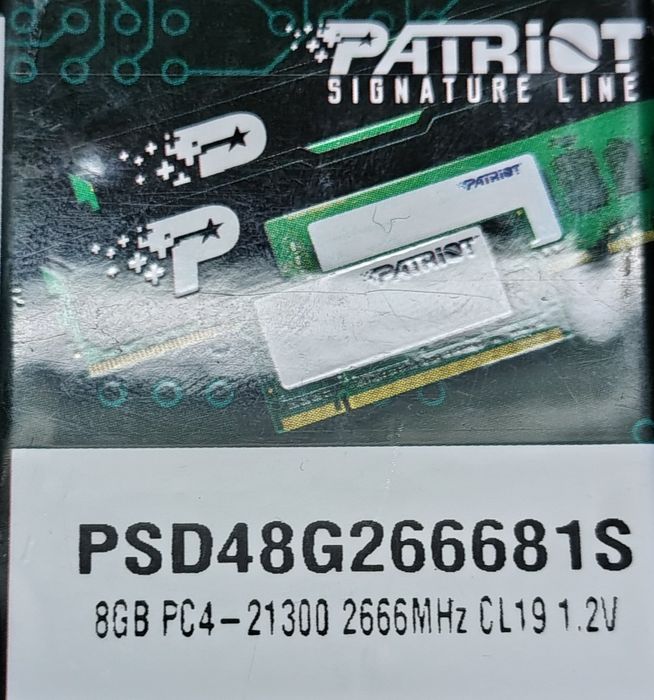 PATRIOT
SIGNATURE LINE
PATRIOT
PATRIOT
PSD48G266681S
8GB PC4-21300 2666MHz CL19 1.2V